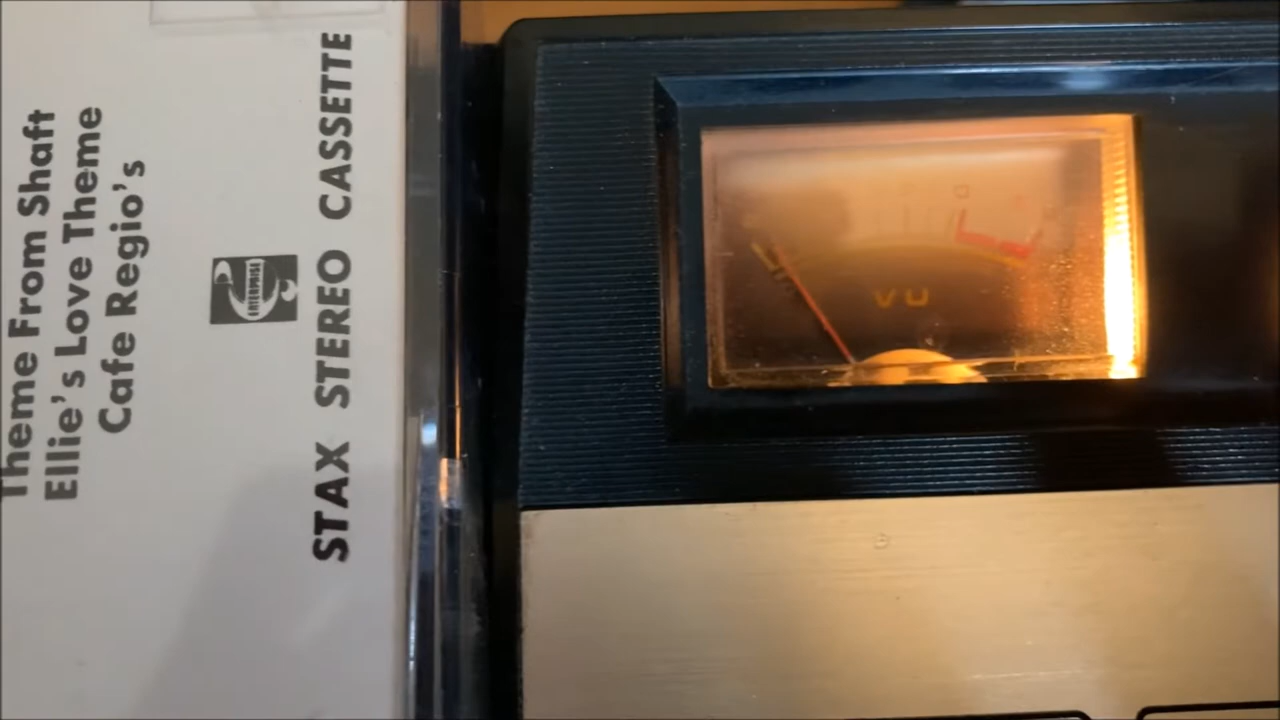 Theme From Shaft
Ellie's Love Theme
Cafe Regio's
ENTERPRISE
STAX STEREO CASSETTE
VU